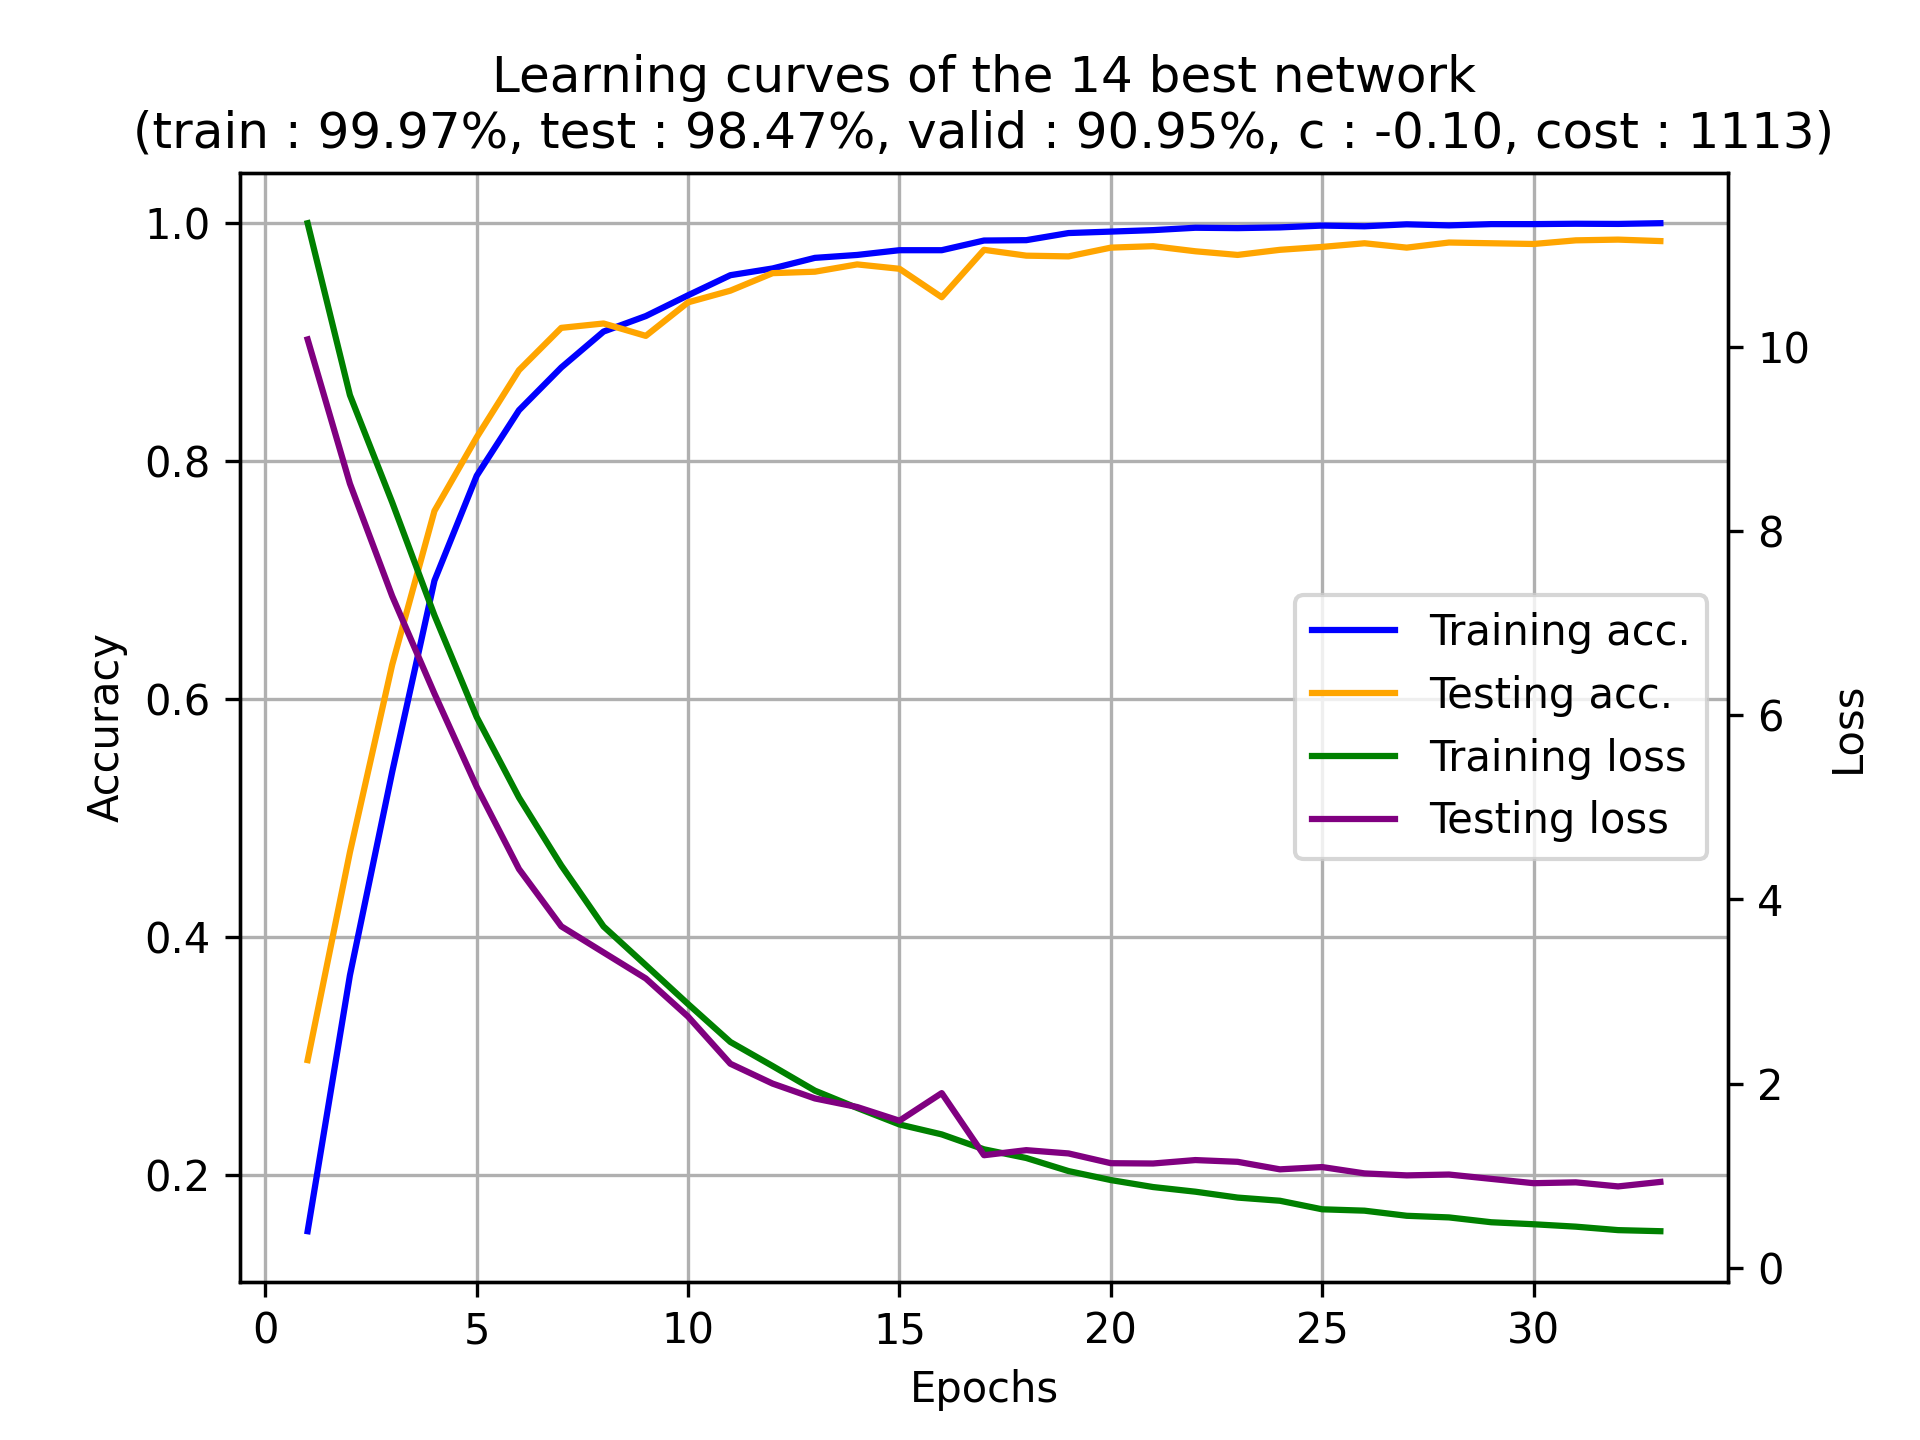 Learning curves of the 14 best network
(train : 99.97%, test : 98.47%, valid : 90.95%, c : -0.10, cost : 1113)
1.0
0.8
0.6
0.4
0.2
Accuracy
10
8
6
4
2
0
Loss
Training acc.
Testing acc.
Training loss
Testing loss
0 5 10 15 20 25 30
Epochs